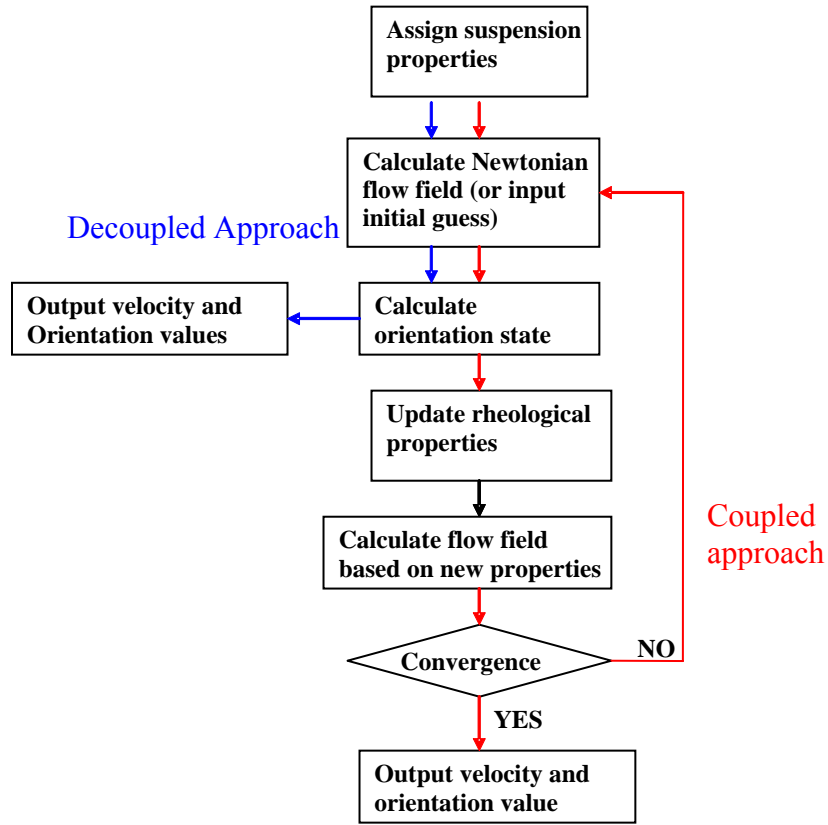 Assign suspension
properties
Calculate Newtonian
flow field (or input
initial guess)
Decoupled Approach
Output velocity and
Orientation values
Calculate
orientation state
Update rheological
properties
Calculate flow field
based on new properties
Coupled
approach
Convergence
NO
YES
Output velocity and
orientation value